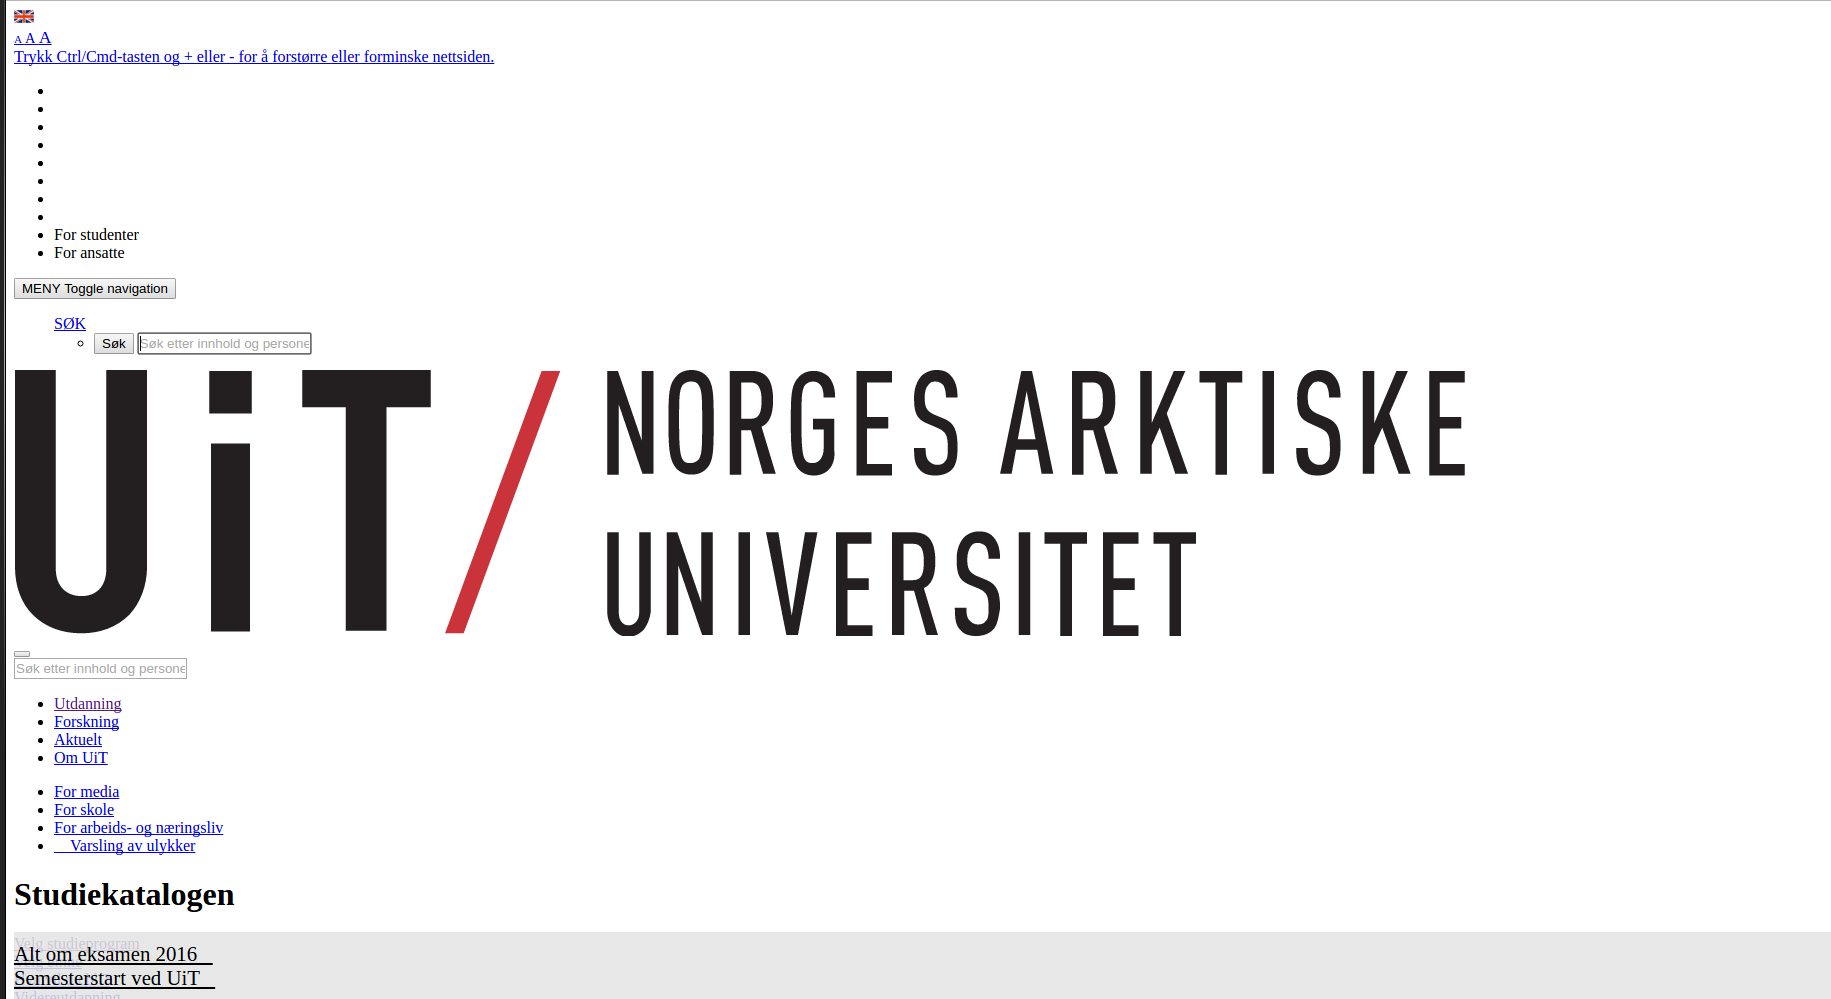 A A A
Trykk Ctrl/Cmd-tasten og + eller - for å forstørre eller forminske nettsiden.
For studenter
For ansatte
MENY Toggle navigation
SØK
Søk Søk etter innhold og persone
UiT/ NORGES ARKTISKE
UNIVERSITET
Søk etter innhold og persone
Utdanning
Forskning
Aktuelt
Om UiT
For media
For skole
For arbeids- og næringsliv
Varsling av ulykker
Studiekatalogen
Velg studieprogram
Alt om eksamen 2016
Semesterstart ved UiT
Videreutdanning